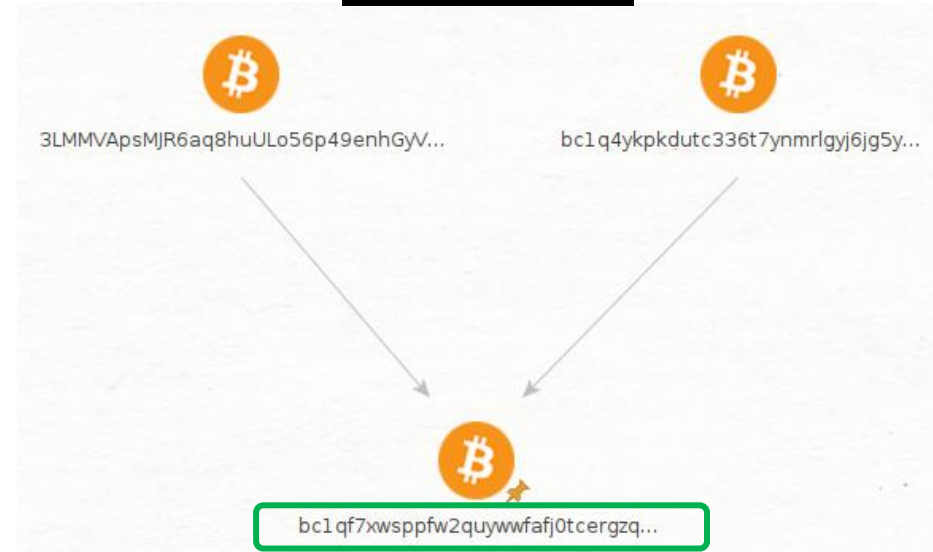 3LMMVApsMJR6aq8huULo56p49enhGyV...
bc1q4ykpkdutc336t7ynmrlgyj6jg5y...
bc1qf7xwsppfw2quywwfafj0tcergzq...